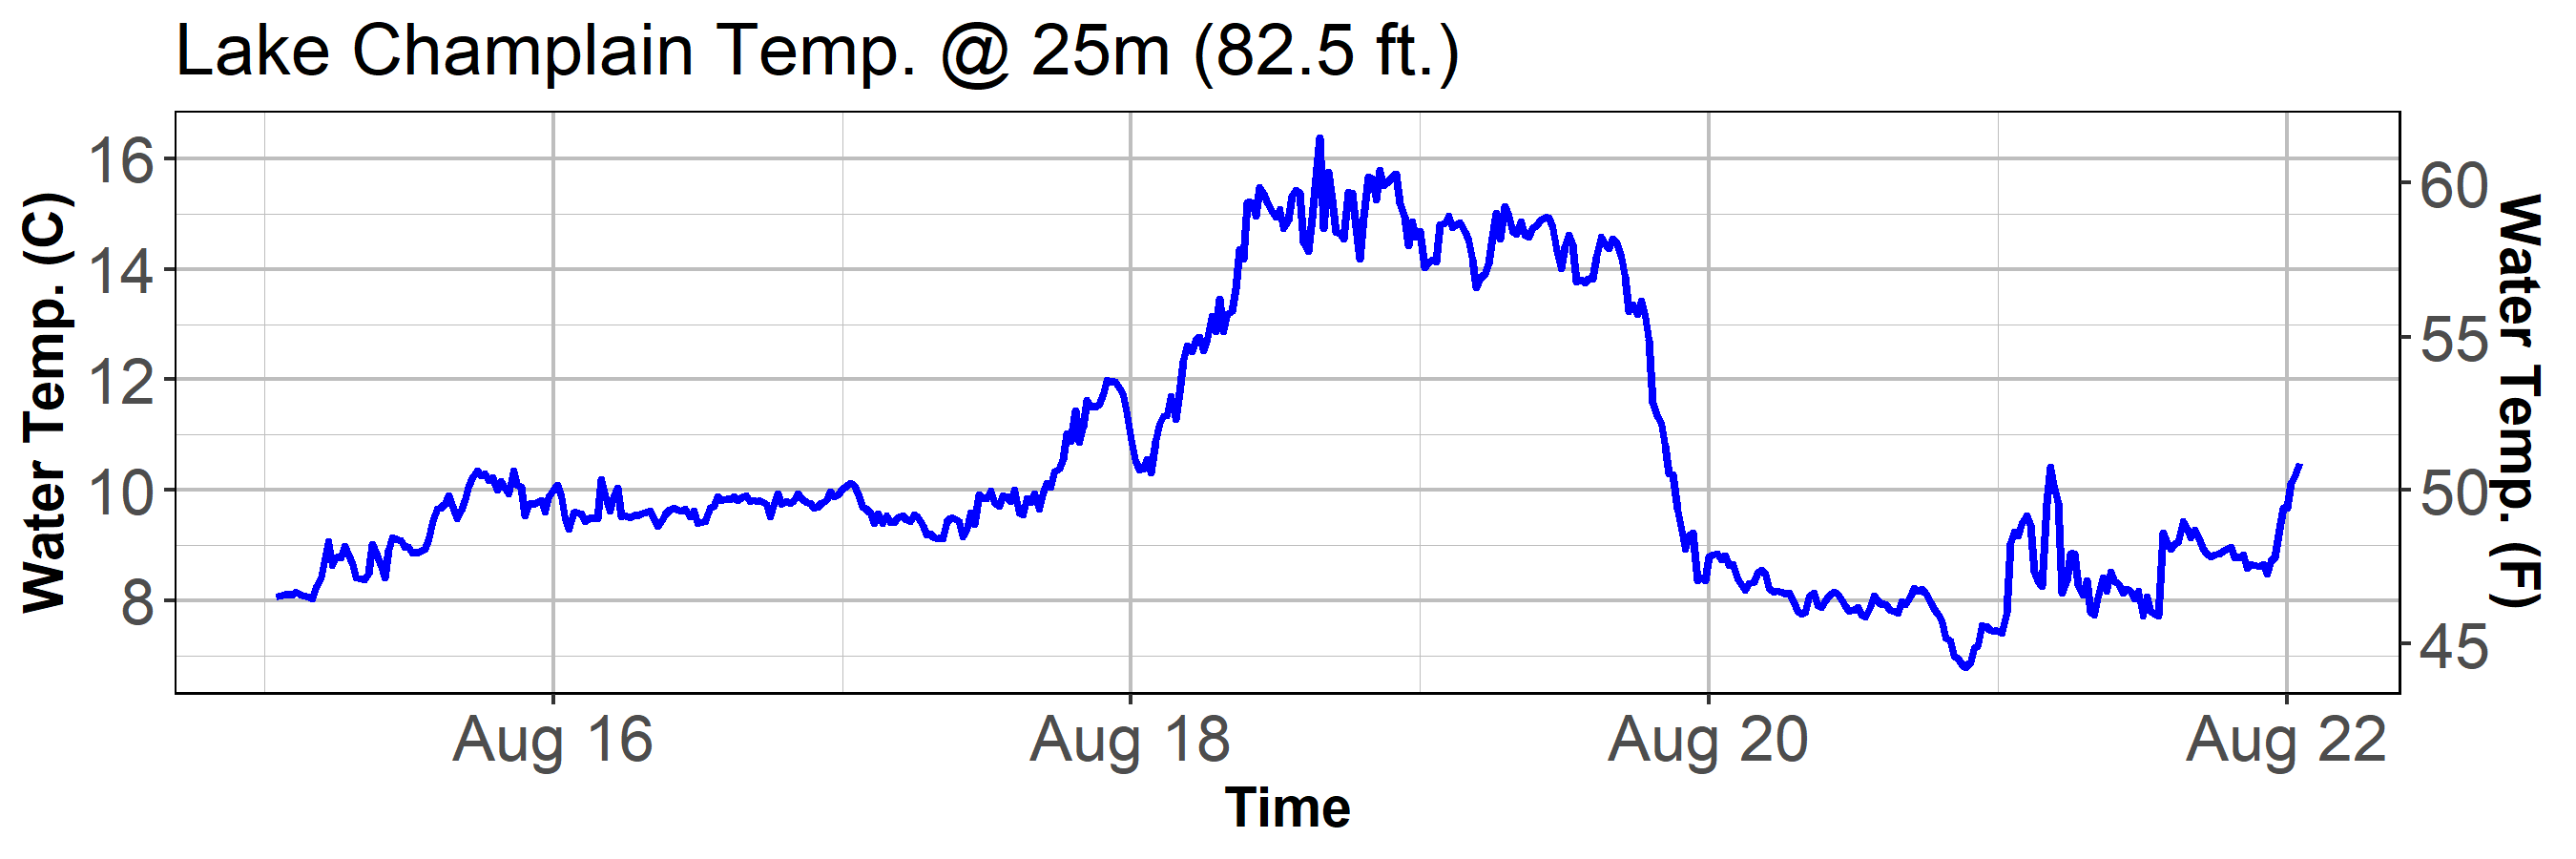 Lake Champlain Temp. @ 25m (82.5 ft.)
Water Temp. (C)
16
14
12
10
8
60
55
50
45
Water Temp. (F)
Aug 16
Aug 18
Aug 20
Aug 22
Time